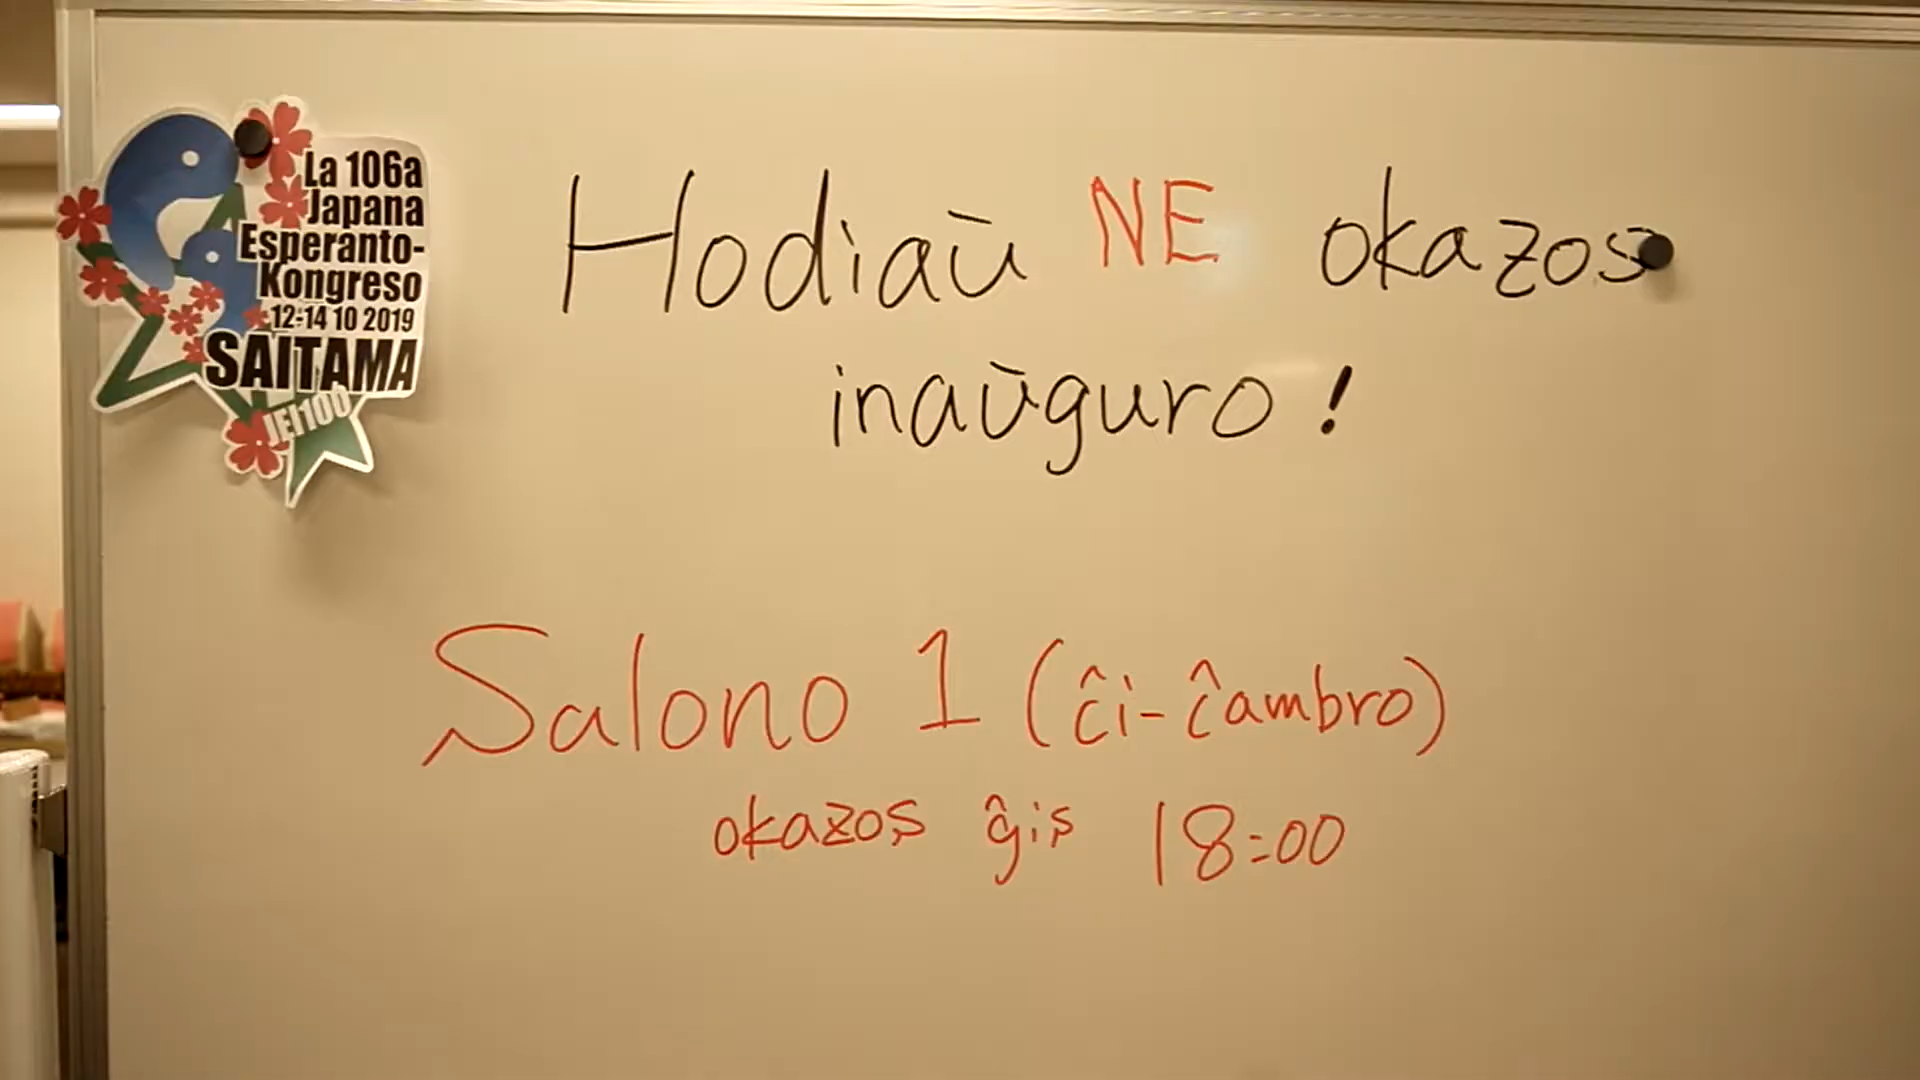 La 106a
Japana
Esperanto-
Kongreso
12-14 10 2019
SAITAMA
JEI100
Hodiaŭ NE okazos
inaŭguro!
Salono 1 (ĉi-ĉambro)
okazos ĝis 18:00